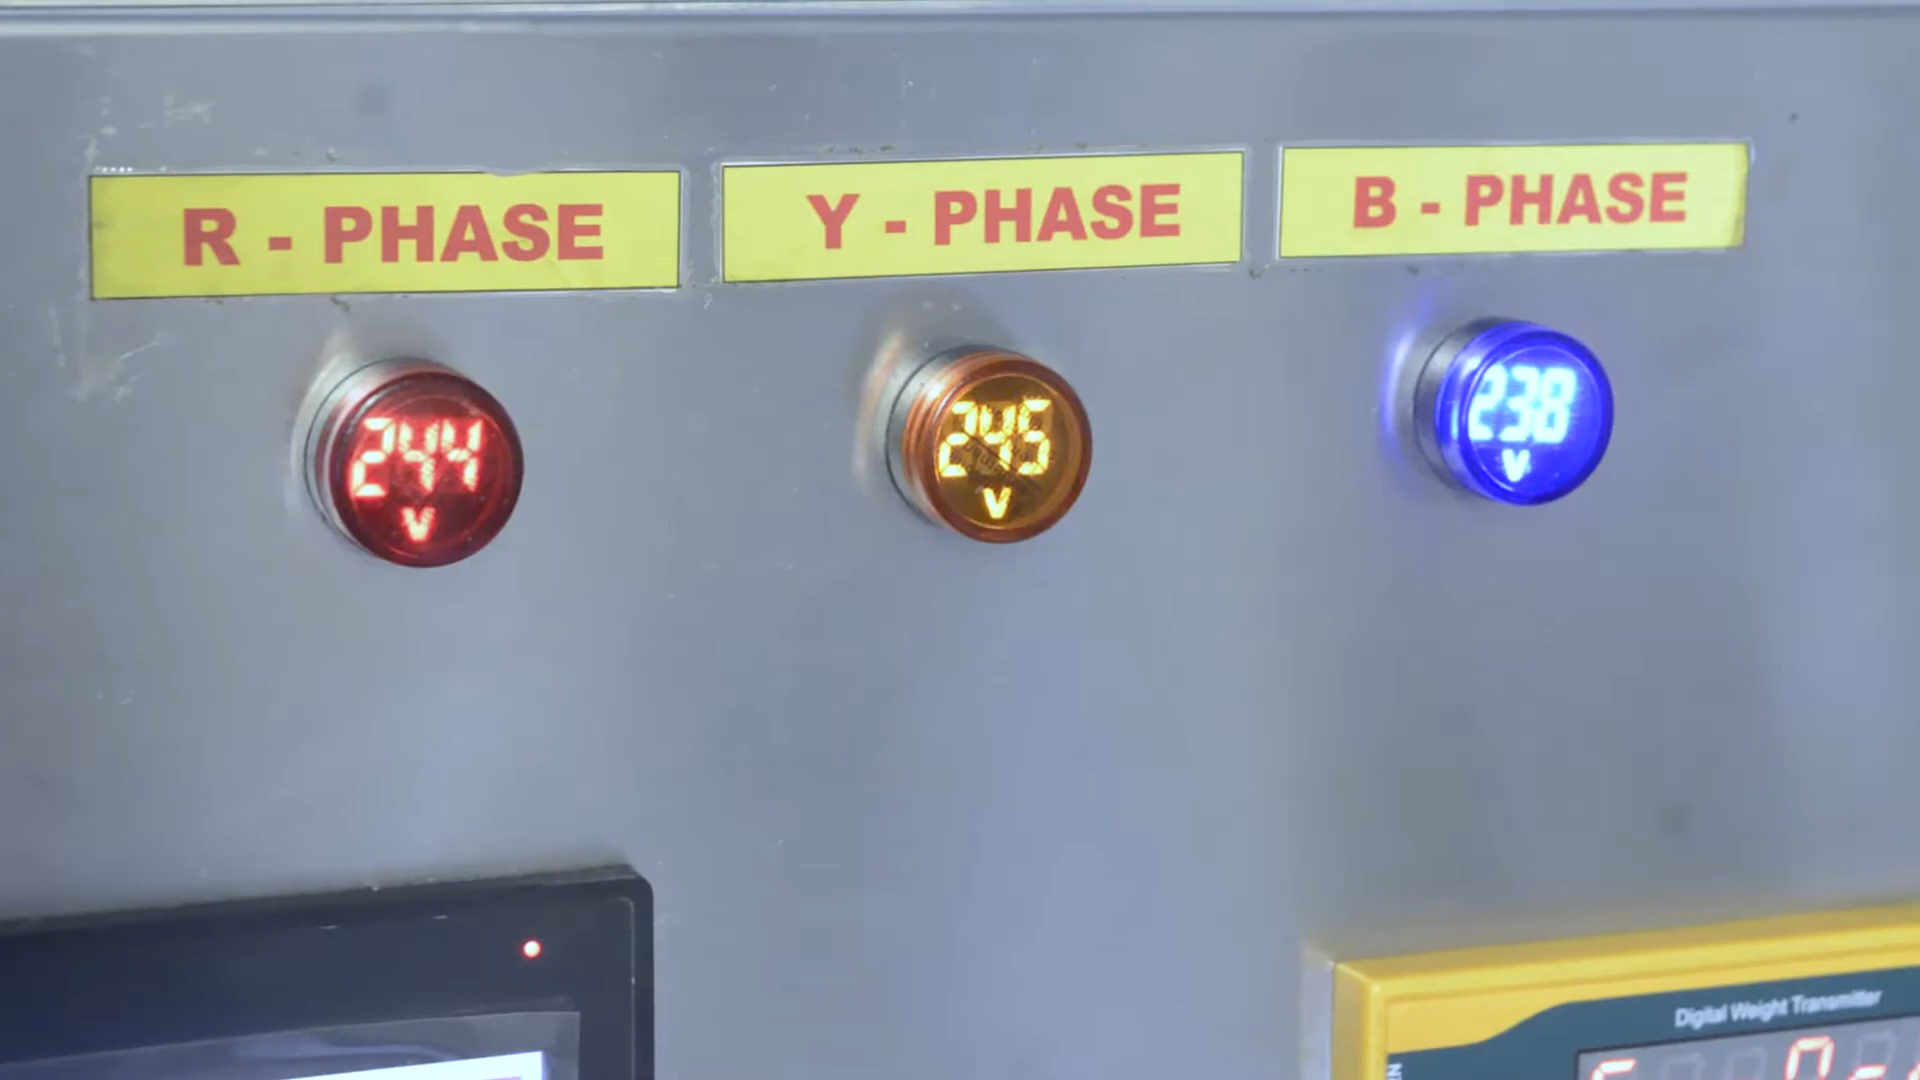 R - PHASE
Y - PHASE
B - PHASE
244
V
245
V
238
V
Digital Weight Transmitter